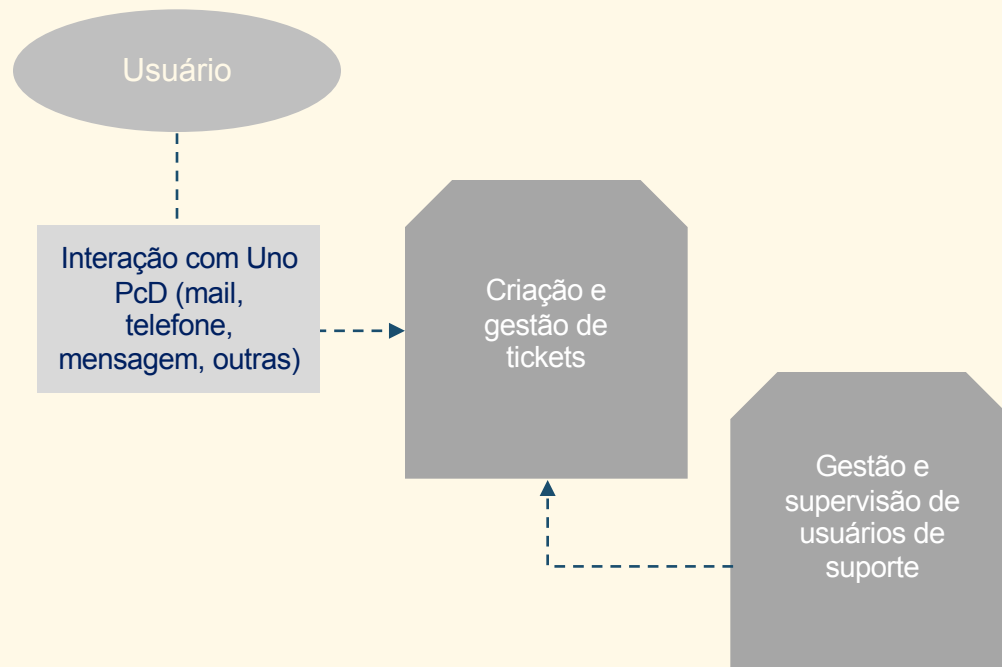 Usuário
Interação com Uno
PcD (mail,
telefone,
mensagem, outras)
Criação e
gestão de
tickets
Gestão e
supervisão de
usuários de
suporte